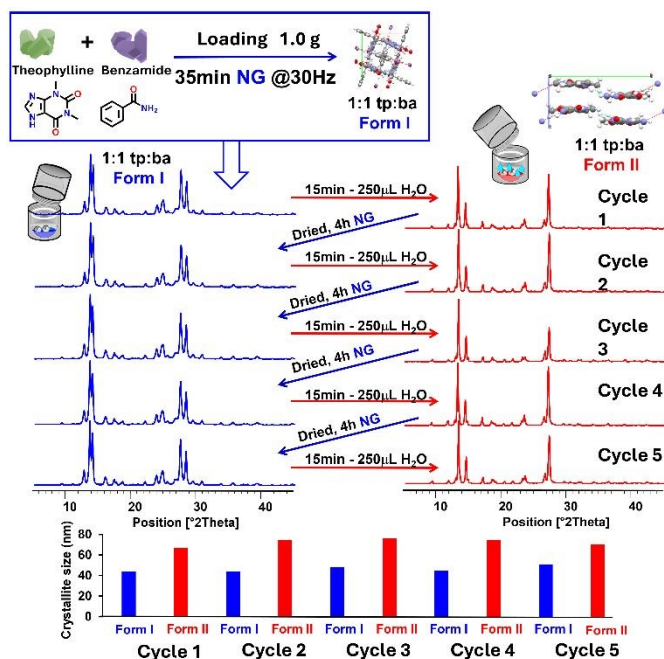 Theophylline + Benzamide
Loading 1.0 g
35min NG @30Hz
1:1 tp:ba
Form I
1:1 tp:ba
Form II
1:1 tp:ba
Form I
15min - 250μL H₂O
Cycle 1
Dried, 4h NG
15min - 250μL H₂O
Cycle 2
Dried, 4h NG
15min - 250μL H₂O
Cycle 3
Dried, 4h NG
15min - 250μL H₂O
Cycle 4
Dried, 4h NG
15min - 250μL H₂O
Cycle 5
10 20 30 40
Position [°2Theta]
10 20 30 40
Position [°2Theta]
Crystallite size (nm)
80
60
40
20
0
Form I Form II Form I Form II Form I Form II Form I Form II Form I Form II
Cycle 1 Cycle 2 Cycle 3 Cycle 4 Cycle 5